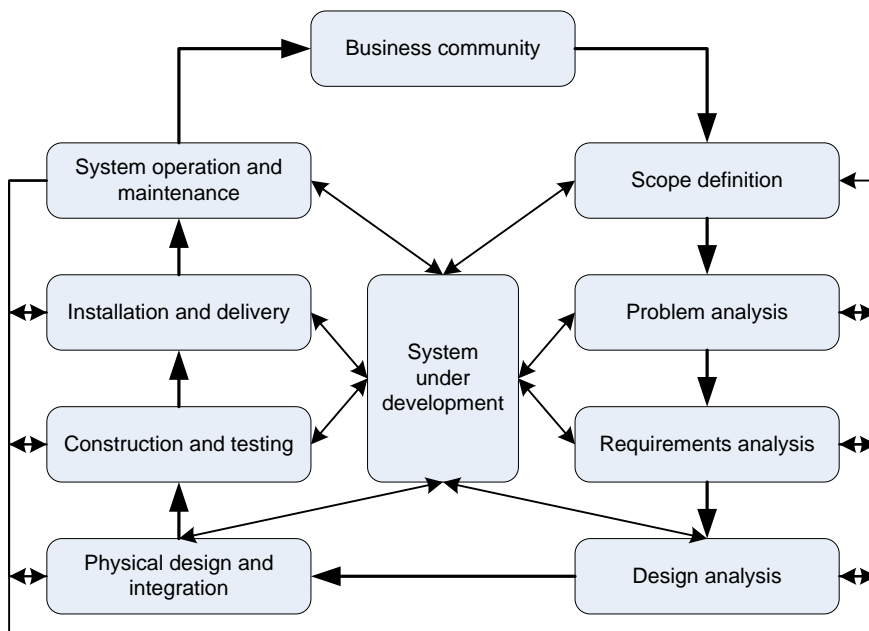 Business community
System operation and
maintenance
Scope definition
Installation and delivery
System
under
development
Problem analysis
Construction and testing
Requirements analysis
Physical design and
integration
Design analysis